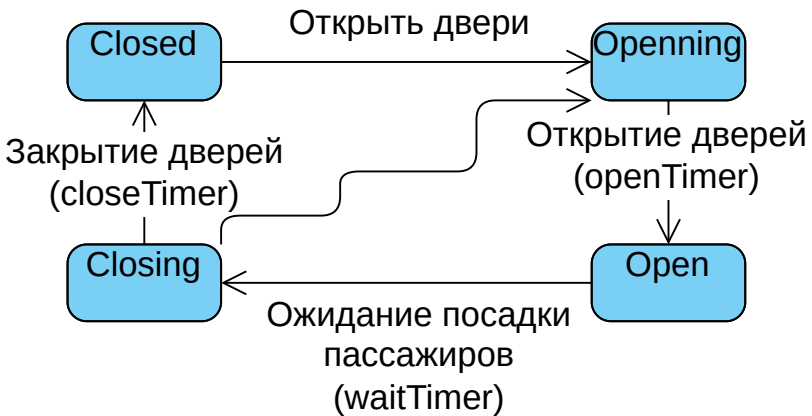 Открыть двери
Closed
Openning
Закрытие дверей
(closeTimer)
Открытие дверей
(openTimer)
Closing
Open
Ожидание посадки
пассажиров
(waitTimer)